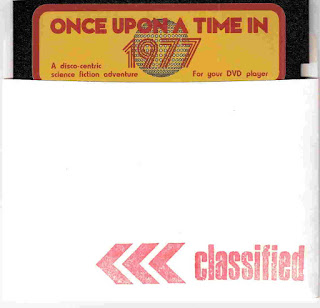 ONCE UPON A TIME IN
1977
A disco-centric
science fiction adventure
For your DVD player
classified